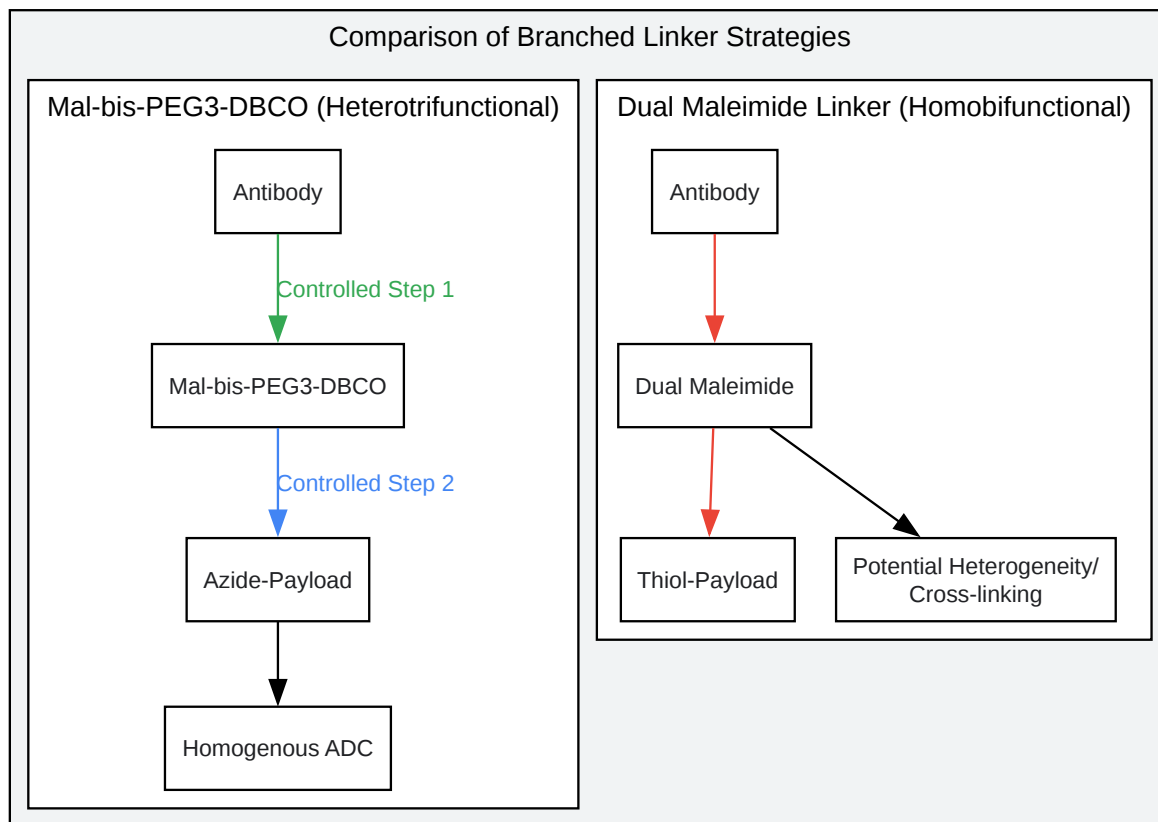 Comparison of Branched Linker Strategies
Mal-bis-PEG3-DBCO (Heterotrifunctional)
Antibody
Controlled Step 1
Mal-bis-PEG3-DBCO
Controlled Step 2
Azide-Payload
Homogenous ADC
Dual Maleimide Linker (Homobifunctional)
Antibody
Dual Maleimide
Thiol-Payload
Potential Heterogeneity/
Cross-linking